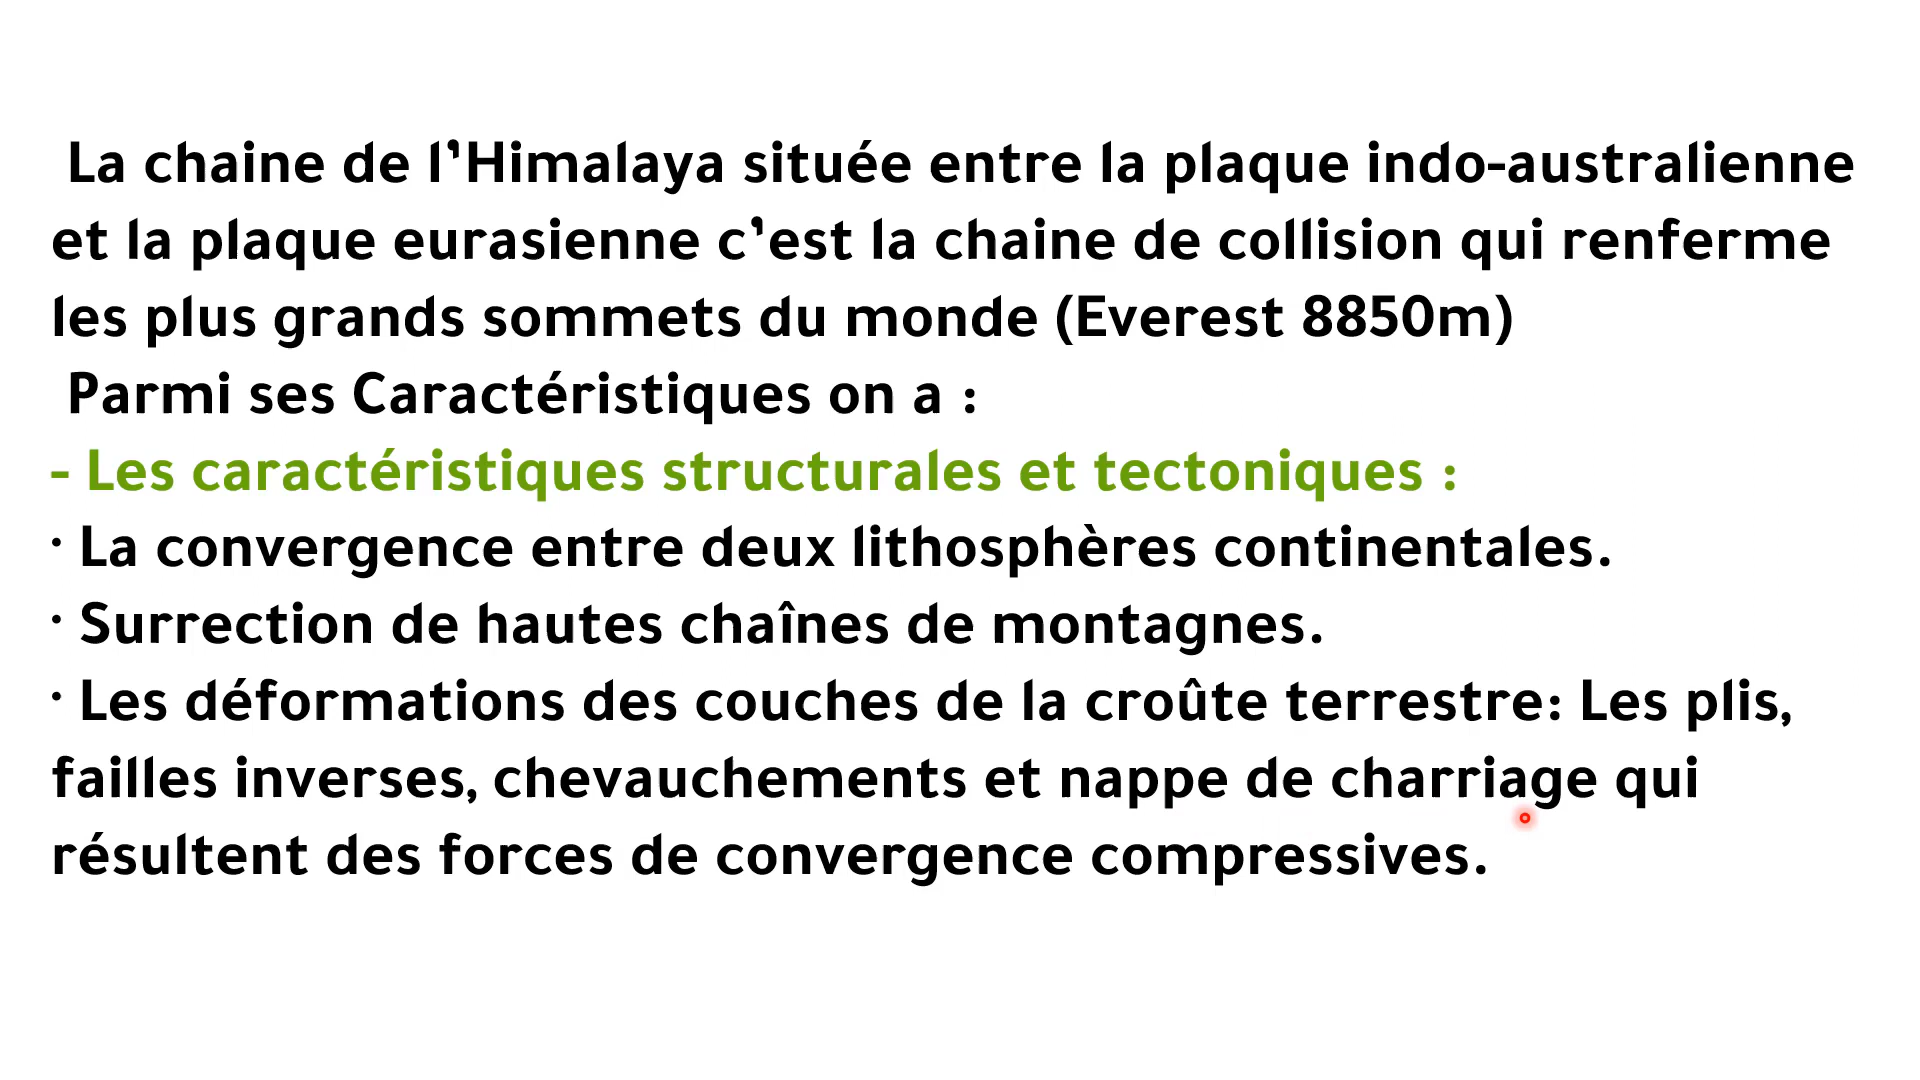 La chaine de l’Himalaya située entre la plaque indo-australienne
et la plaque eurasienne c’est la chaine de collision qui renferme
les plus grands sommets du monde (Everest 8850m)
Parmi ses Caractéristiques on a :
- Les caractéristiques structurales et tectoniques :
· La convergence entre deux lithosphères continentales.
· Surrection de hautes chaînes de montagnes.
· Les déformations des couches de la croûte terrestre: Les plis,
failles inverses, chevauchements et nappe de charriage qui
résultent des forces de convergence compressives.